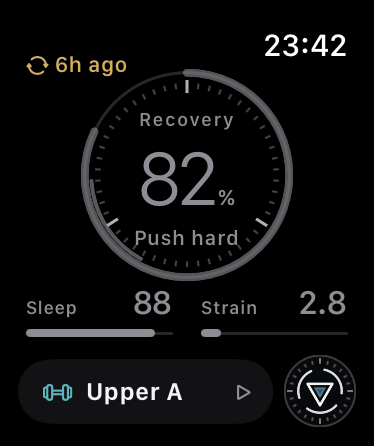 23:42
6h ago
Recovery
82%
Push hard
Sleep 88
Strain 2.8
Upper A